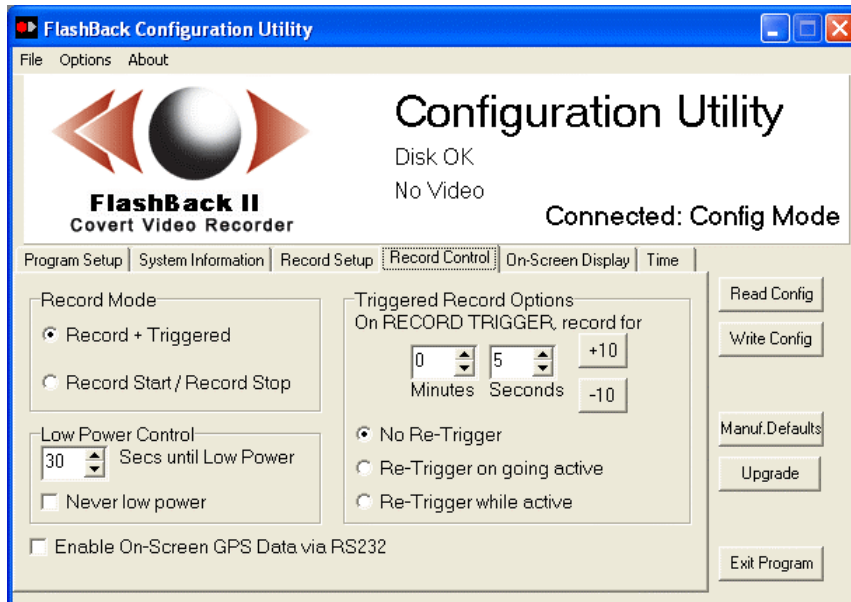 FlashBack Configuration Utility
File Options About
Configuration Utility
Disk OK
No Video
FlashBack II
Covert Video Recorder
Connected: Config Mode
Program Setup System Information Record Setup Record Control On-Screen Display Time
Record Mode
Record + Triggered
Record Start / Record Stop
Low Power Control
30 Secs until Low Power
Never low power
Enable On-Screen GPS Data via RS232
Triggered Record Options
On RECORD TRIGGER, record for
0 5 +10
Minutes Seconds -10
No Re-Trigger
Re-Trigger on going active
Re-Trigger while active
Read Config
Write Config
Manuf.Defaults
Upgrade
Exit Program